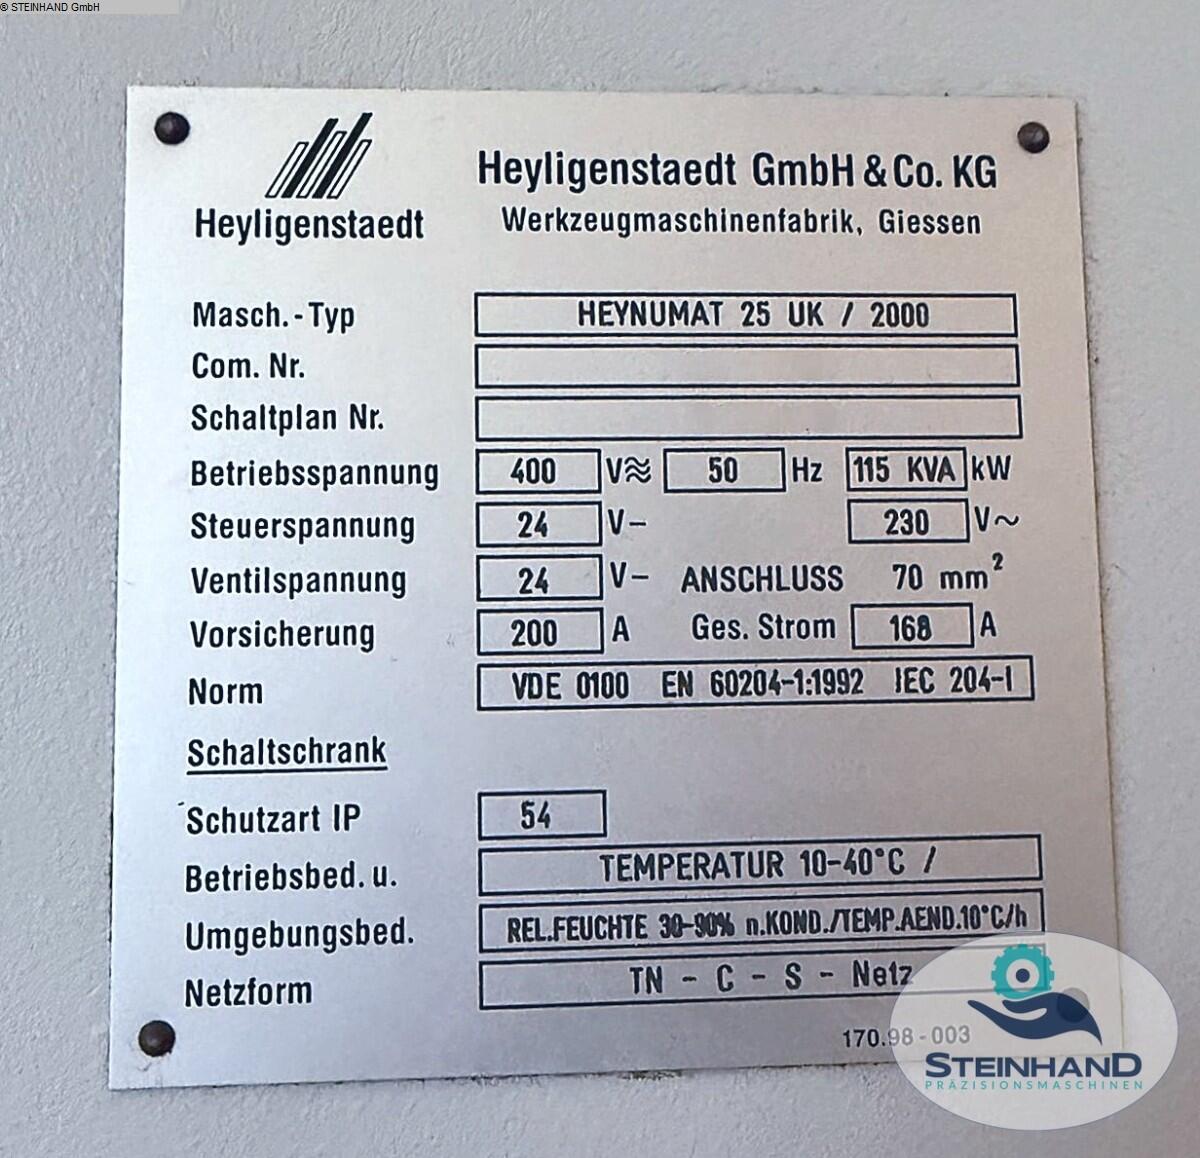 © STEINHAND GmbH
Heyligenstaedt
Heyligenstaedt GmbH & Co. KG
Werkzeugmaschinenfabrik, Giessen
Masch.-Typ HEYNUMAT 25 UK / 2000
Com. Nr.
Schaltplan Nr.
Betriebsspannung 400 V≂ 50 Hz 115 KVA kW
Steuerspannung 24 V– 230 V~
Ventilspannung 24 V– ANSCHLUSS 70 mm²
Vorsicherung 200 A Ges. Strom 168 A
Norm VDE 0100 EN 60204-1:1992 IEC 204-1
Schaltschrank
Schutzart IP 54
Betriebsbed. u. TEMPERATUR 10-40°C /
Umgebungsbed. REL.FEUCHTE 30-90% n.KOND./TEMP.AEND.10°C/h
Netzform TN - C - S - Netz
170.98-003
STEINHAND
PRÄZISIONSMASCHINEN